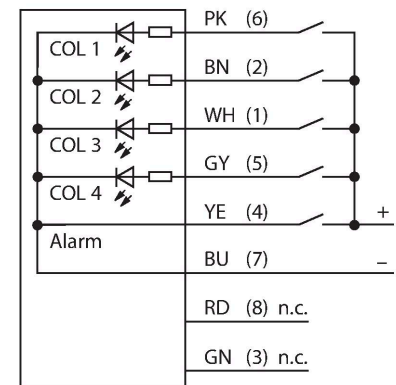 PK (6)
COL 1
BN (2)
COL 2
WH (1)
COL 3
GY (5)
COL 4
YE (4)
+
Alarm
BU (7)
–
RD (8) n.c.
GN (3) n.c.